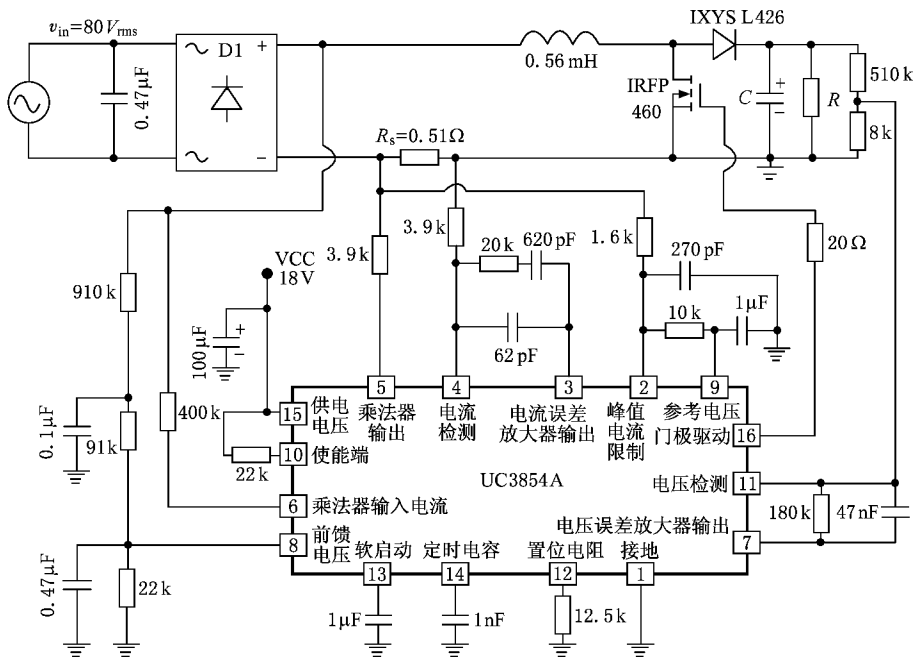 v_in=80 V_rms
D1
+
−
0.47μF
0.56 mH
IXYS L426
IRFP
460
C
+
−
R
510k
8k
R_s=0.51Ω
3.9k
3.9k
20k
620pF
62pF
1.6k
270pF
10k
1μF
20Ω
910k
VCC
18V
100μF
+
−
0.1μF
91k
400k
22k
0.47μF
22k
5
4
3
2
9
15
供电
电压
乘法器
输出
电流
检测
电流误差
放大器输出
峰值
电流
限制
参考电压
门极驱动
16
10
使能端
UC3854A
电压检测
11
6
乘法器输入电流
180k
47nF
8
前馈
电压
电压误差放大器输出
7
软启动
定时电容
置位电阻
接地
13
14
12
1
1μF
1nF
12.5k